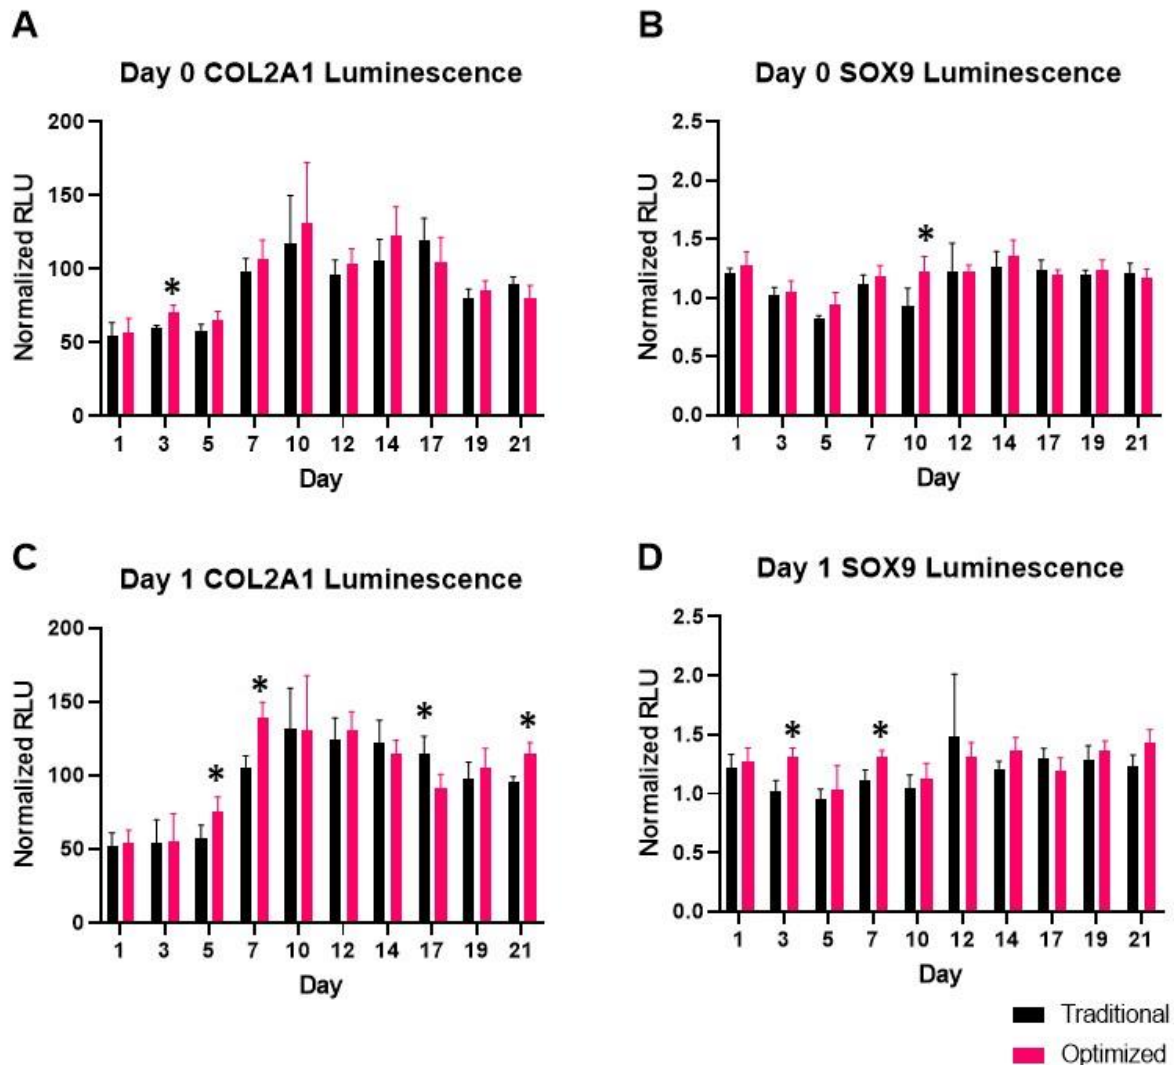 A
Day 0 COL2A1 Luminescence
Normalized RLU
200
150
100
50
0
*
1 3 5 7 10 12 14 17 19 21
Day
B
Day 0 SOX9 Luminescence
Normalized RLU
2.5
2.0
1.5
1.0
0.5
0.0
*
1 3 5 7 10 12 14 17 19 21
Day
C
Day 1 COL2A1 Luminescence
Normalized RLU
200
150
100
50
0
* * * *
1 3 5 7 10 12 14 17 19 21
Day
D
Day 1 SOX9 Luminescence
Normalized RLU
2.5
2.0
1.5
1.0
0.5
0.0
* *
1 3 5 7 10 12 14 17 19 21
Day
Traditional
Optimized